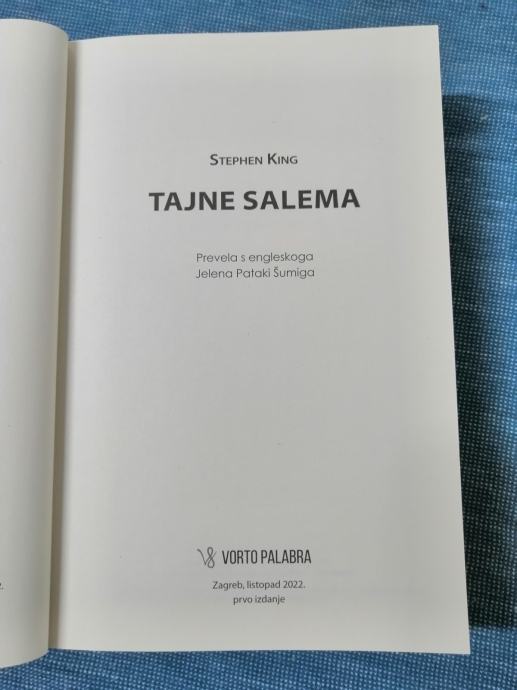 STEPHEN KING
TAJNE SALEMA
Prevela s engleskoga
Jelena Pataki Šumiga
VORTO PALABRA
Zagreb, listopad 2022.
prvo izdanje